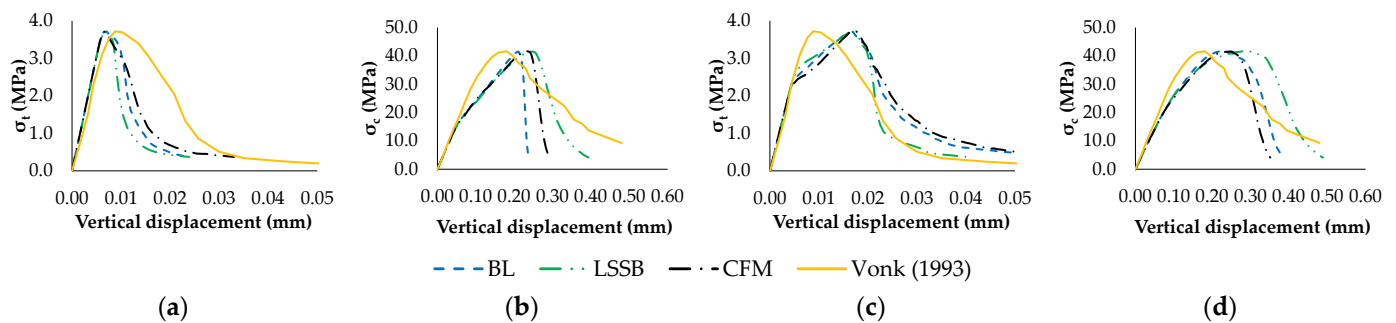 4.0
3.0
2.0
1.0
0.0
σt (MPa)
0.00 0.01 0.02 0.03 0.04 0.05
Vertical displacement (mm)
50.0
40.0
30.0
20.0
10.0
0.0
σc (MPa)
0.00 0.10 0.20 0.30 0.40 0.50 0.60
Vertical displacement (mm)
4.0
3.0
2.0
1.0
0.0
σt (MPa)
0.00 0.01 0.02 0.03 0.04 0.05
Vertical displacement (mm)
50.0
40.0
30.0
20.0
10.0
0.0
σc (MPa)
0.00 0.10 0.20 0.30 0.40 0.50 0.60
Vertical displacement (mm)
BL LSSB CFM Vonk (1993)
(a) (b) (c) (d)